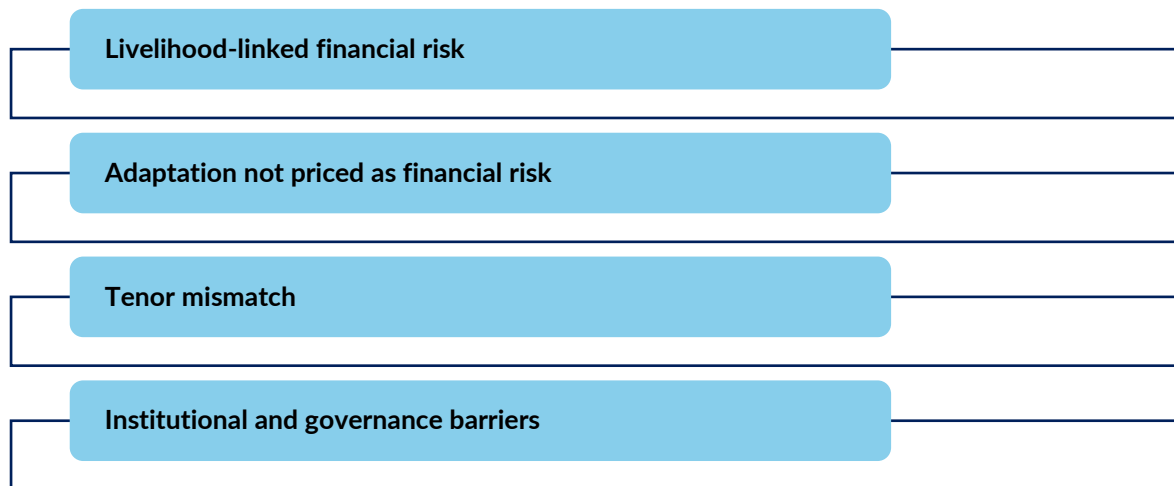 Livelihood-linked financial risk
Adaptation not priced as financial risk
Tenor mismatch
Institutional and governance barriers